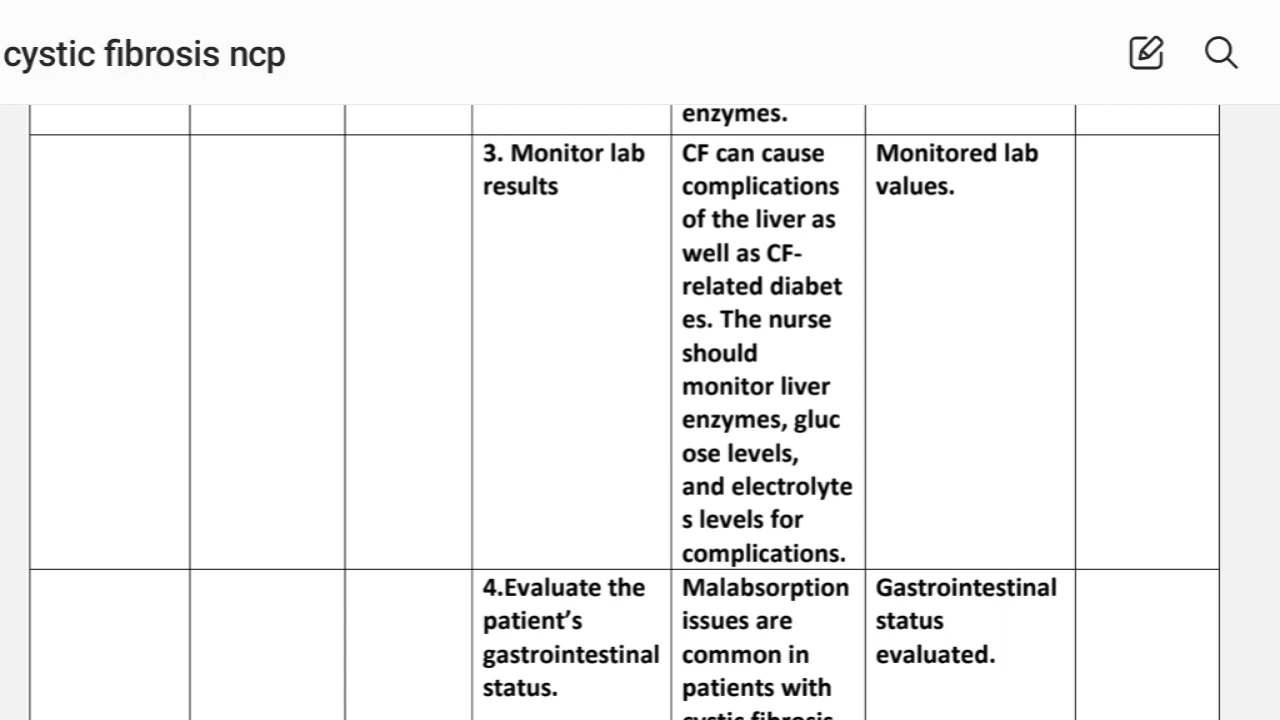 cystic fibrosis ncp
enzymes.
3. Monitor lab
results
CF can cause
complications
of the liver as
well as CF-
related diabet
es. The nurse
should
monitor liver
enzymes, gluc
ose levels,
and electrolyte
s levels for
complications.
Monitored lab
values.
4.Evaluate the
patient’s
gastrointestinal
status.
Malabsorption
issues are
common in
patients with
cystic fibrosis
Gastrointestinal
status
evaluated.